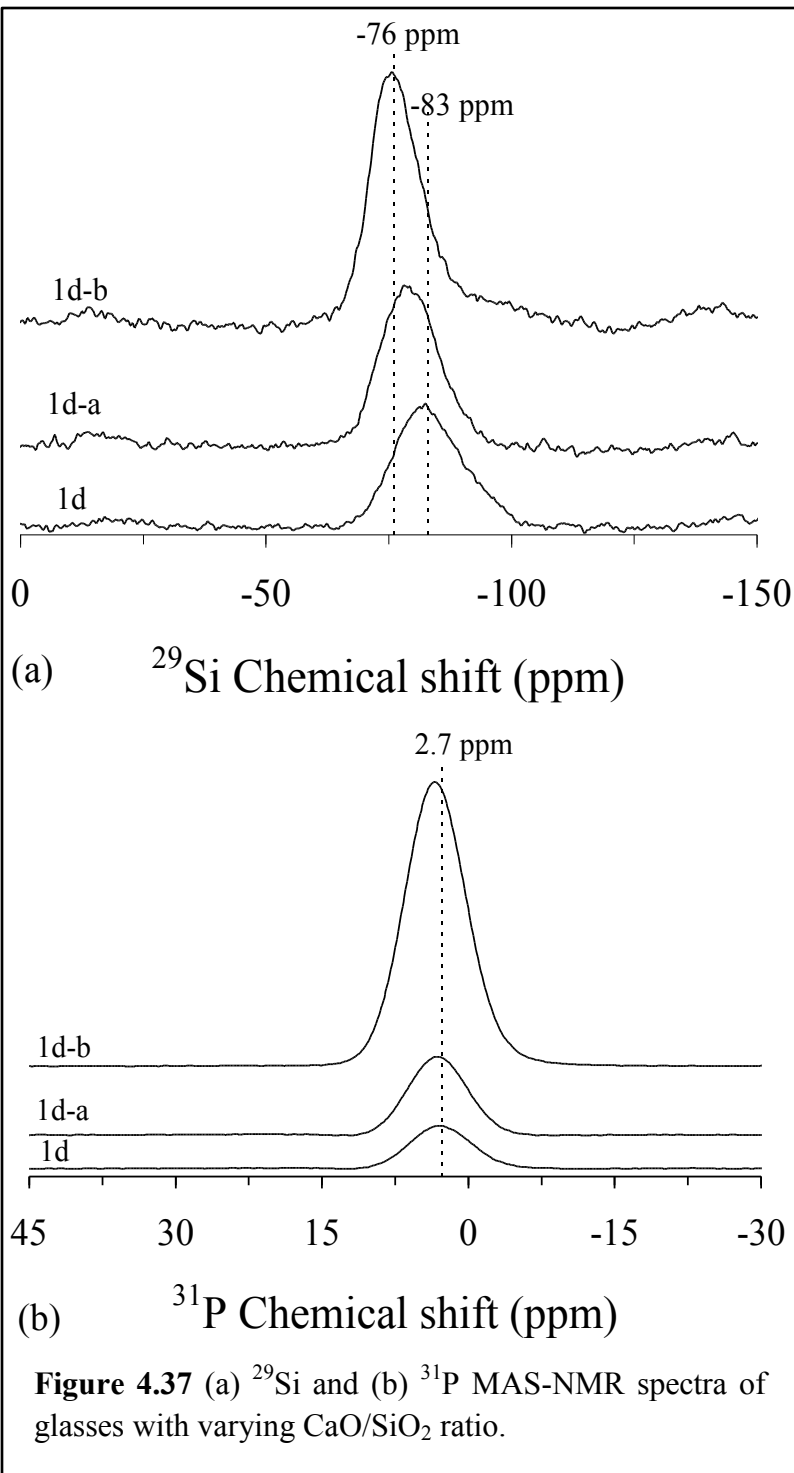 -76 ppm
-83 ppm
1d-b
1d-a
1d
0 -50 -100 -150
(a) ²⁹Si Chemical shift (ppm)
2.7 ppm
1d-b
1d-a
1d
45 30 15 0 -15 -30
(b) ³¹P Chemical shift (ppm)
Figure 4.37 (a) ²⁹Si and (b) ³¹P MAS-NMR spectra of
glasses with varying CaO/SiO₂ ratio.